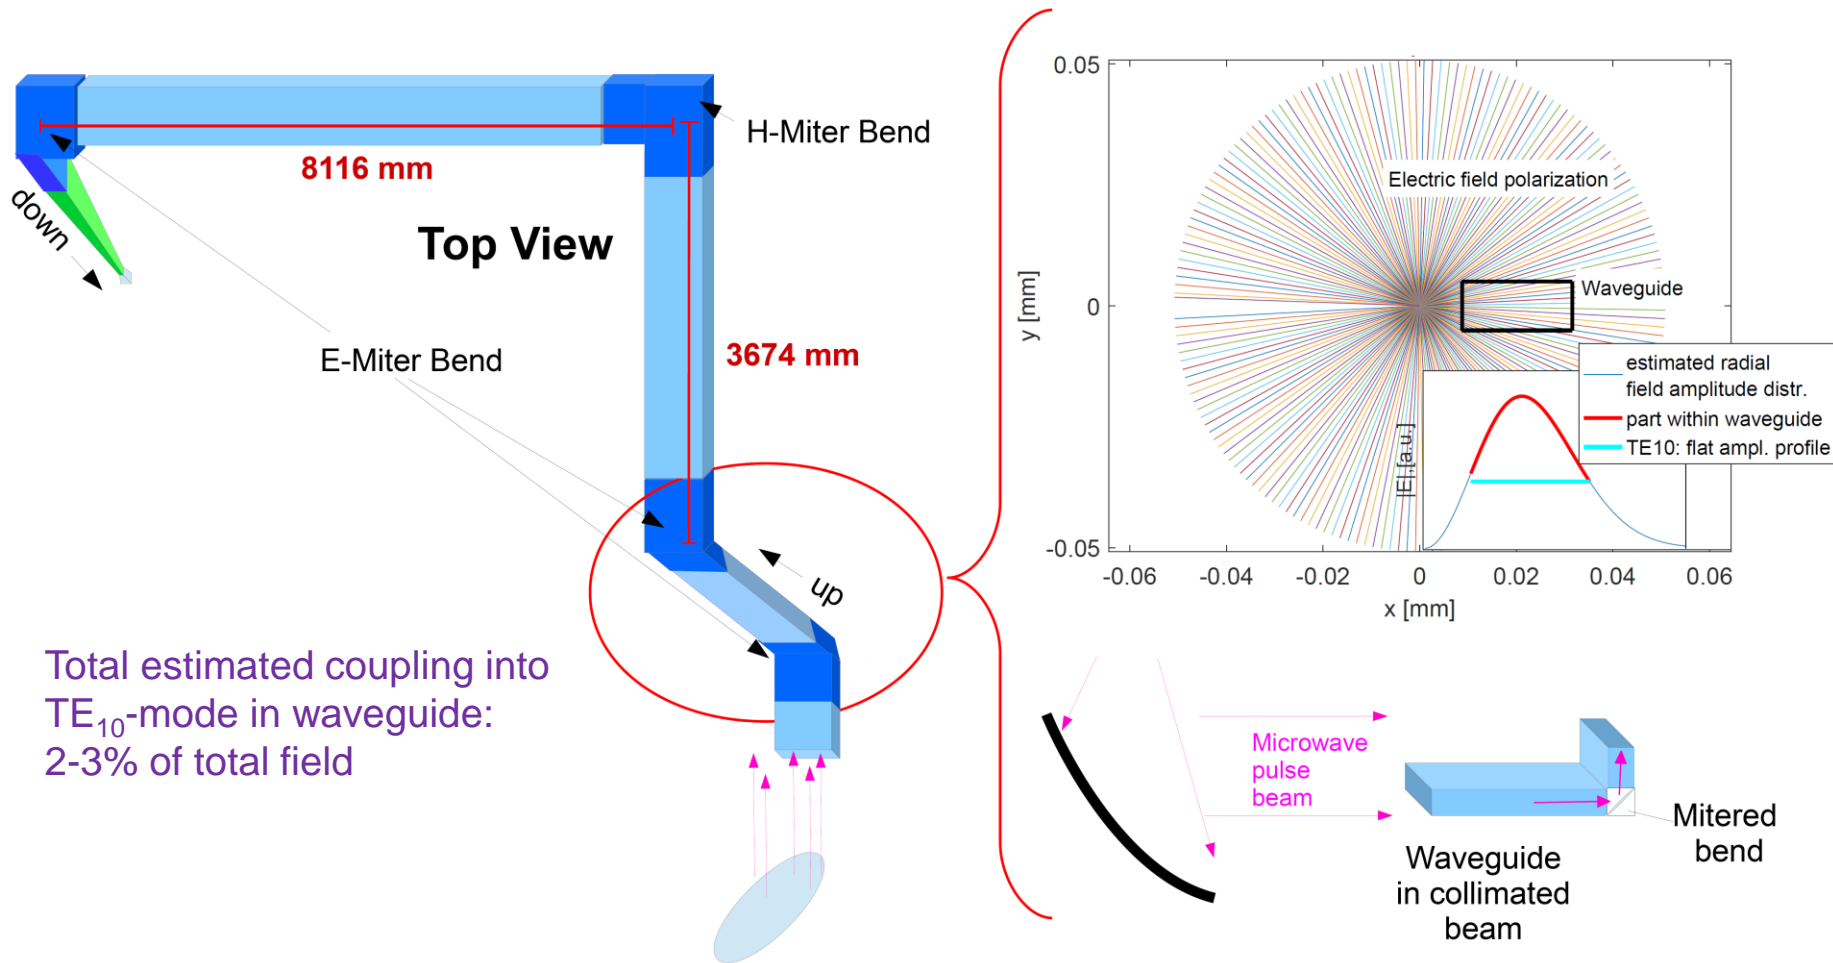 H-Miter Bend
8116 mm
down
Top View
E-Miter Bend
3674 mm
up
Total estimated coupling into
TE10-mode in waveguide:
2-3% of total field
0.05
0
-0.05
y [mm]
Electric field polarization
Waveguide
estimated radial
field amplitude distr.
part within waveguide
TE10: flat ampl. profile
|E|,[a.u.]
-0.06
-0.04
-0.02
0
0.02
0.04
0.06
x [mm]
Microwave
pulse
beam
Mitered
bend
Waveguide
in collimated
beam